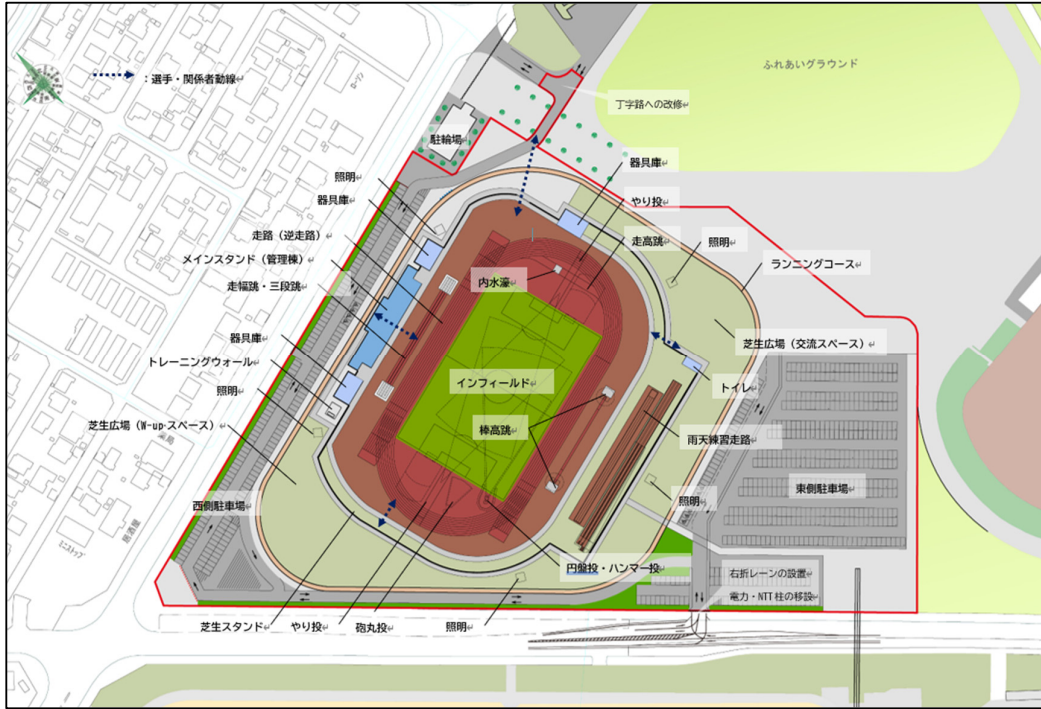 ：選手・関係者動線
ふれあいグラウンド
丁字路への改修
駐輪場
器具庫
照明
やり投
器具庫
走高跳
照明
走路（逆走路）
ランニングコース
メインスタンド（管理棟）
内水濠
走幅跳・三段跳
器具庫
芝生広場（交流スペース）
トレーニングウォール
インフィールド
トイレ
照明
芝生広場（W-up-スペース）
棒高跳
雨天練習走路
東側駐車場
西側駐車場
照明
居酒屋
ミニストップ
円盤投・ハンマー投
右折レーンの設置
電力・NTT柱の移設
芝生スタンド
やり投
砲丸投
照明